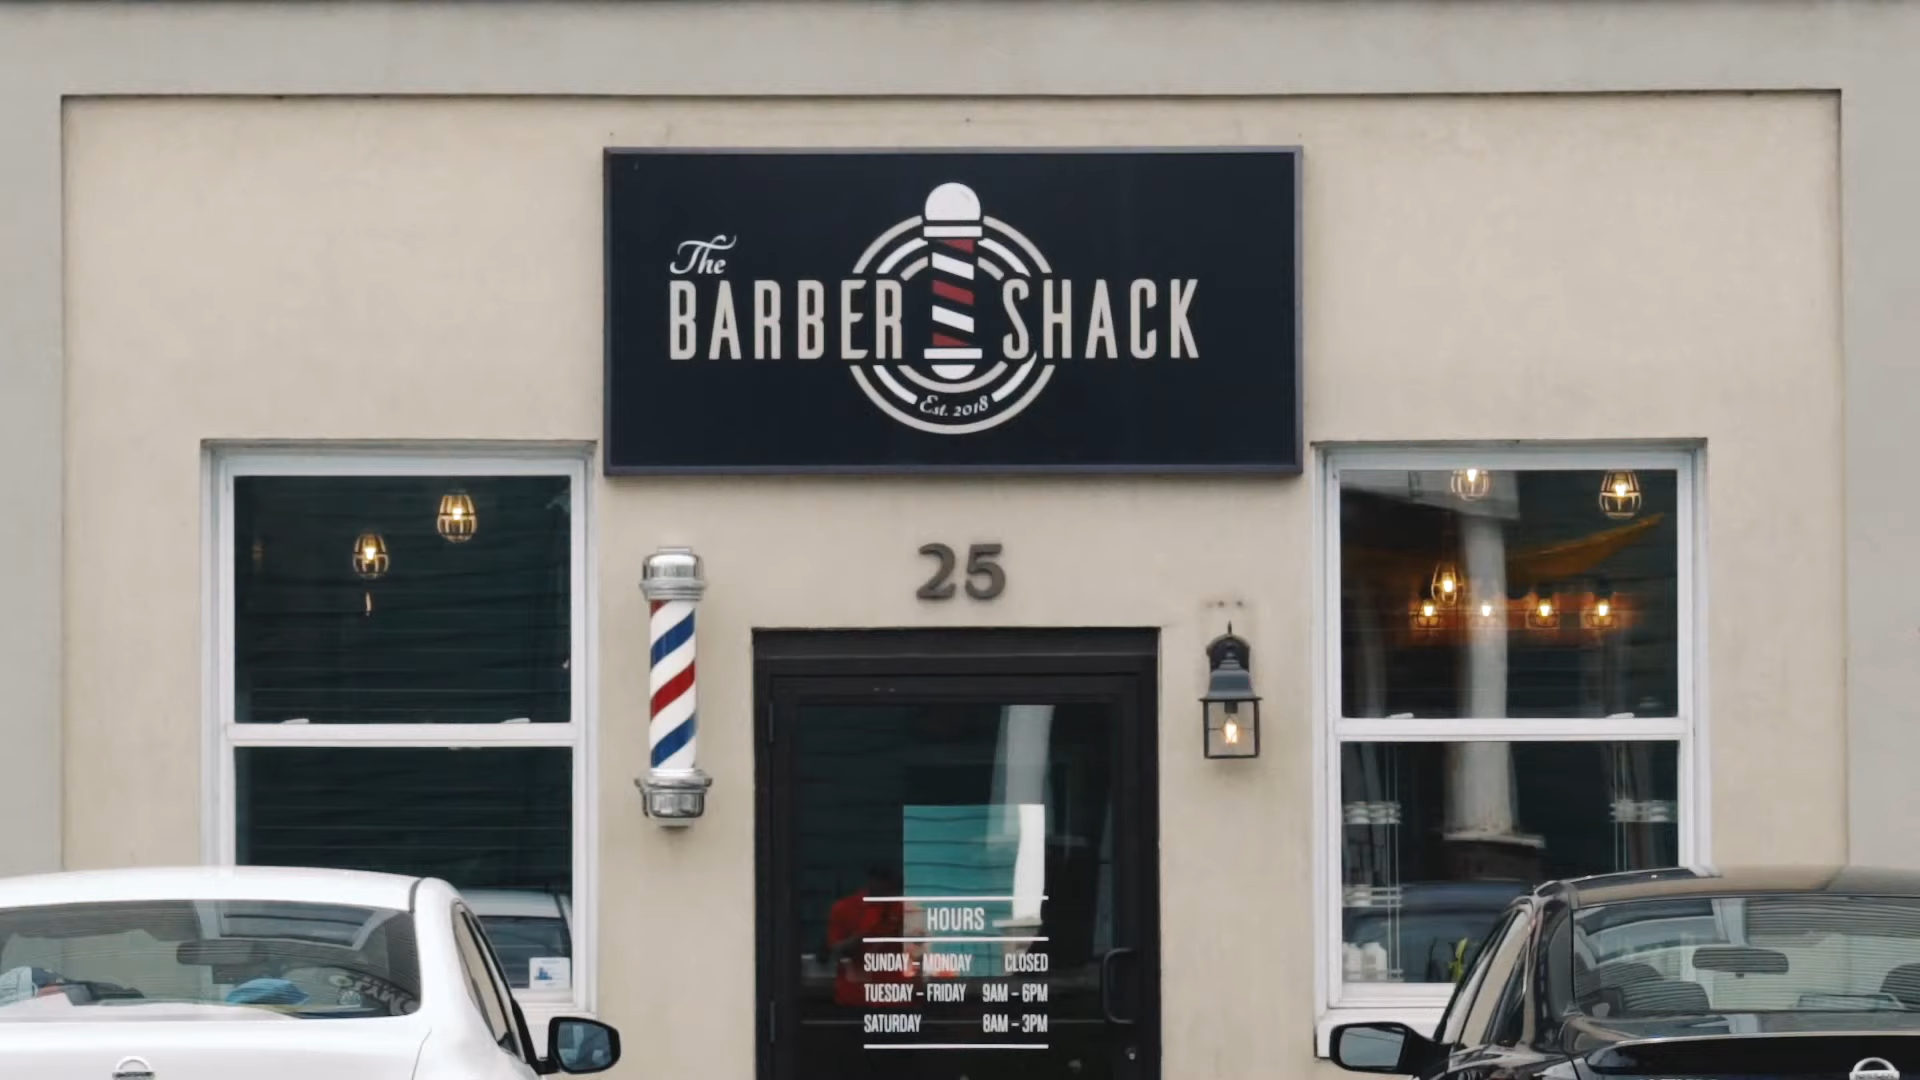 The
BARBER SHACK
Est. 2018
25
HOURS
SUNDAY – MONDAY CLOSED
TUESDAY – FRIDAY 9AM – 6PM
SATURDAY 8AM – 3PM